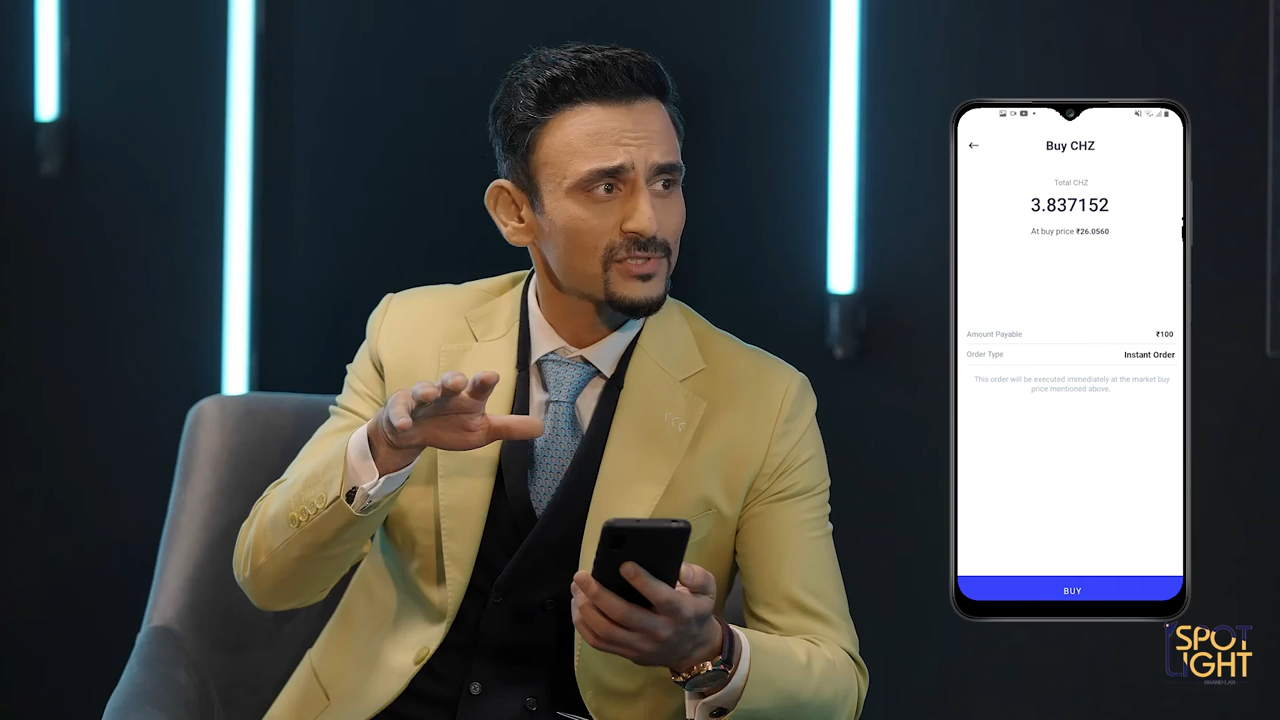 Buy CHZ
Total CHZ
3.837152
At buy price ₹26.0560
Amount Payable ₹100
Order Type Instant Order
This order will be executed immediately at the market buy
price mentioned above.
BUY
SPOT
LIGHT